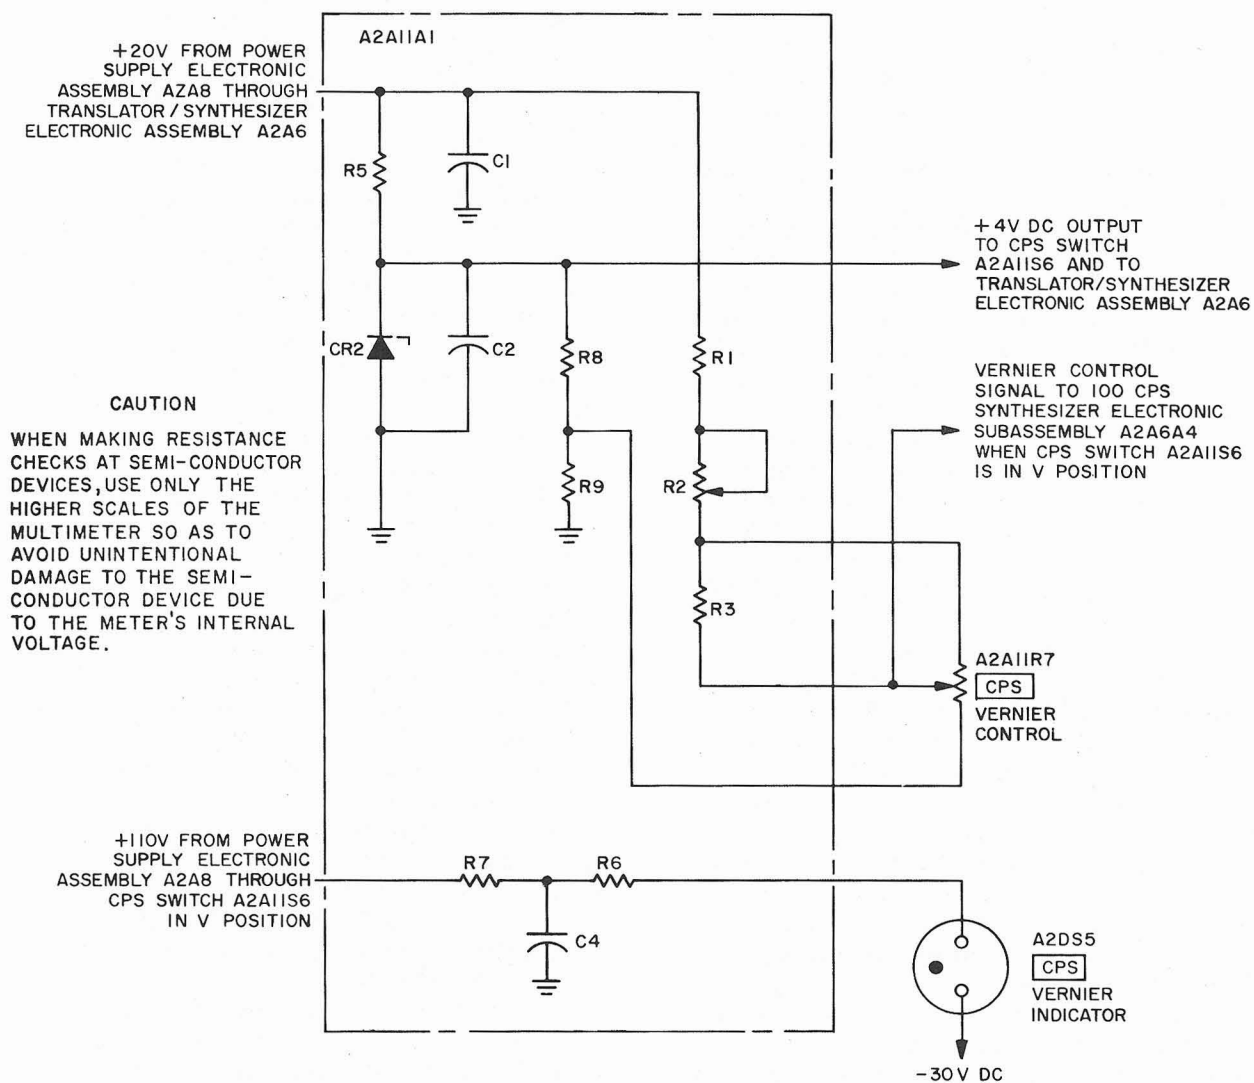 A2A11A1
+20V FROM POWER
SUPPLY ELECTRONIC
ASSEMBLY AZA8 THROUGH
TRANSLATOR/SYNTHESIZER
ELECTRONIC ASSEMBLY A2A6
R5
C1
+4V DC OUTPUT
TO CPS SWITCH
A2A11S6 AND TO
TRANSLATOR/SYNTHESIZER
ELECTRONIC ASSEMBLY A2A6
CR2
C2
R8
R1
VERNIER CONTROL
SIGNAL TO 100 CPS
SYNTHESIZER ELECTRONIC
SUBASSEMBLY A2A6A4
WHEN CPS SWITCH A2A11S6
IS IN V POSITION
CAUTION
WHEN MAKING RESISTANCE
CHECKS AT SEMI-CONDUCTOR
DEVICES, USE ONLY THE
HIGHER SCALES OF THE
MULTIMETER SO AS TO
AVOID UNINTENTIONAL
DAMAGE TO THE SEMI-
CONDUCTOR DEVICE DUE
TO THE METER'S INTERNAL
VOLTAGE.
R9
R2
R3
A2A11R7
CPS
VERNIER
CONTROL
+110V FROM POWER
SUPPLY ELECTRONIC
ASSEMBLY A2A8 THROUGH
CPS SWITCH A2A11S6
IN V POSITION
R7
R6
C4
A2DS5
CPS
VERNIER
INDICATOR
-30V DC